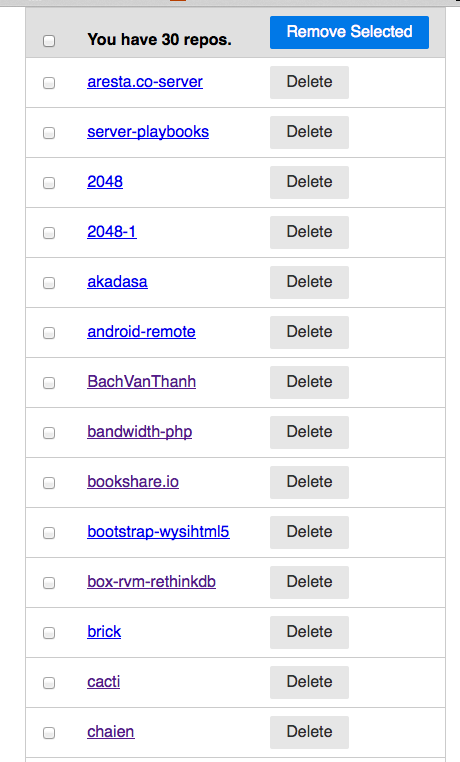 You have 30 repos. Remove Selected
aresta.co-server Delete
server-playbooks Delete
2048 Delete
2048-1 Delete
akadasa Delete
android-remote Delete
BachVanThanh Delete
bandwidth-php Delete
bookshare.io Delete
bootstrap-wysihtml5 Delete
box-rvm-rethinkdb Delete
brick Delete
cacti Delete
chaien Delete